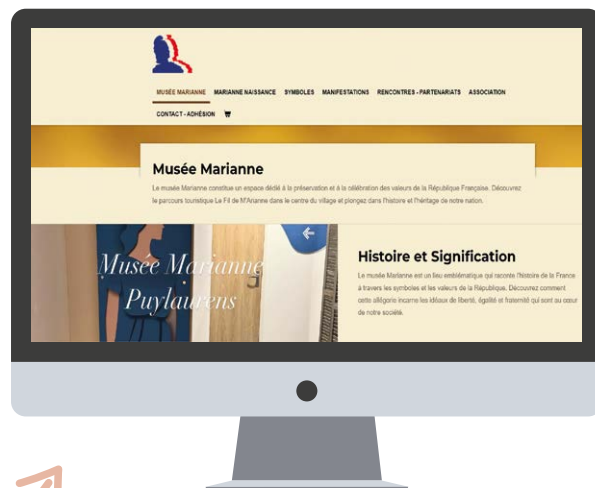 MUSÉE MARIANNE MARIANNE NAISSANCE SYMBOLES MANIFESTATIONS RENCONTRES - PARTENARIATS ASSOCIATION
CONTACT - ADHÉSION
Musée Marianne
Le musée Marianne constitue un espace dédié à la préservation et à la célébration des valeurs de la République Française. Découvrez
le parcours touristique Le Fil de M'Arianne dans le centre du village et plongez dans l'histoire et l'héritage de notre nation.
Musée Marianne
Puylaurens
Histoire et Signification
Le musée Marianne est un lieu emblématique qui raconte l'histoire de la France
à travers les symboles et les valeurs de la République. Découvrez comment
cette allégorie incarne les idéaux de liberté, égalité et fraternité qui sont au cœur
de notre société.